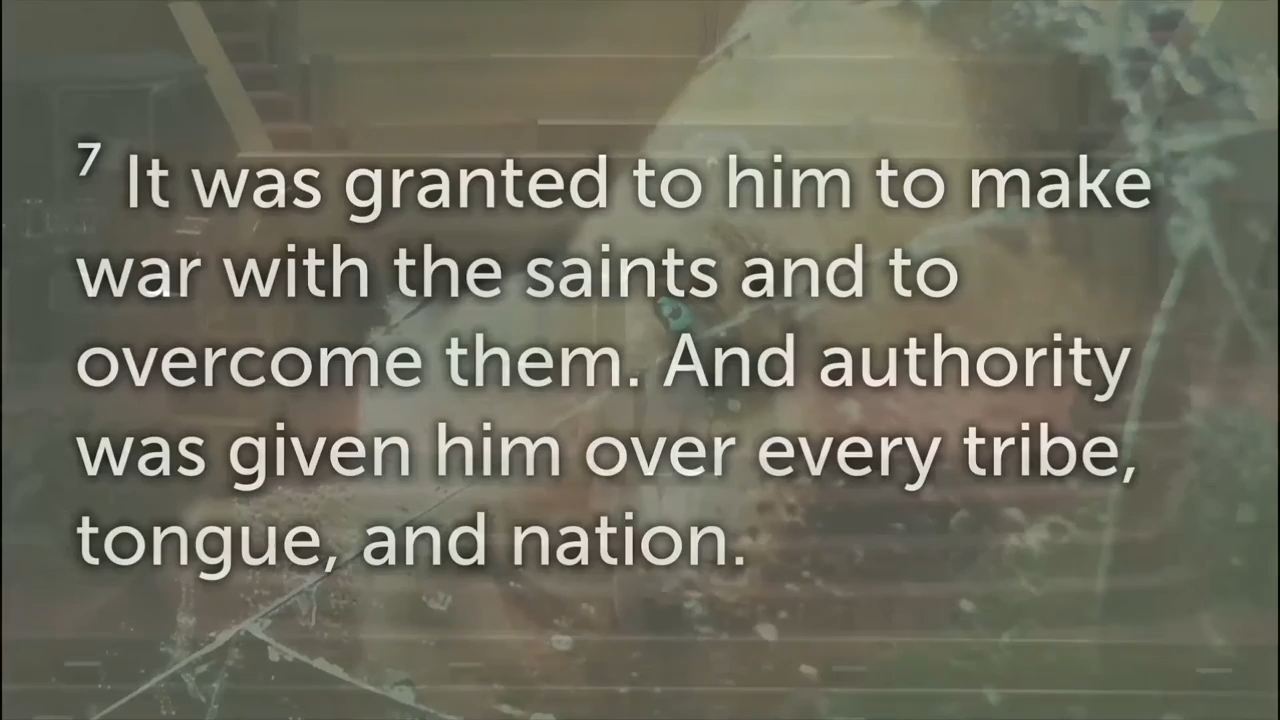 ⁷ It was granted to him to make
war with the saints and to
overcome them. And authority
was given him over every tribe,
tongue, and nation.